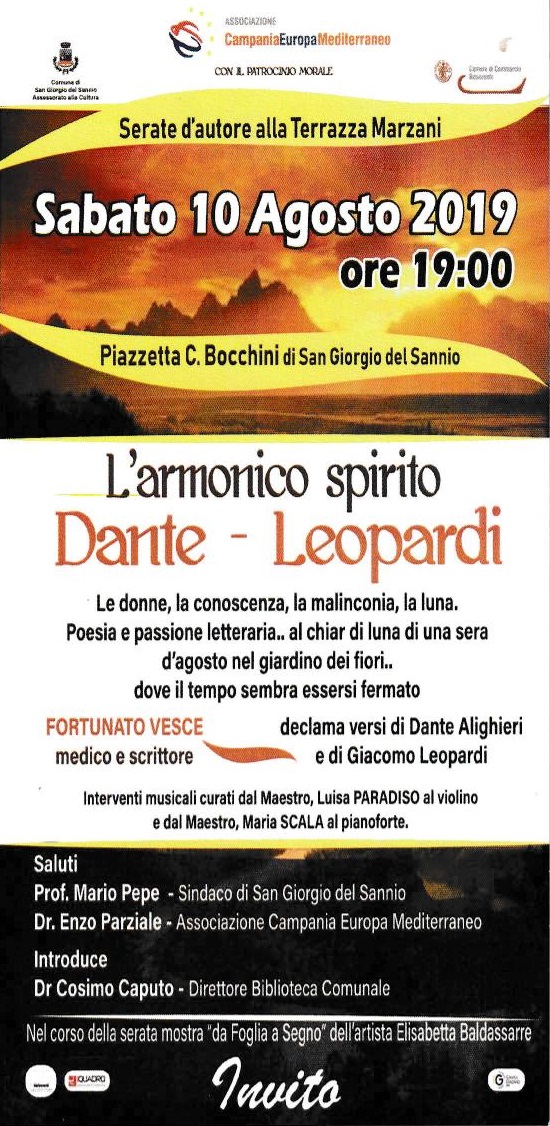 ASSOCIAZIONE
CampaniaEuropaMediterraneo
CON IL PATROCINIO MORALE
Comune di
San Giorgio del Sannio
Assessorato alla Cultura
Camera di Commercio
Benevento
Serate d'autore alla Terrazza Marzani
Sabato 10 Agosto 2019
ore 19:00
Piazzetta C. Bocchini di San Giorgio del Sannio
L'armonico spirito
Dante - Leopardi
Le donne, la conoscenza, la malinconia, la luna.
Poesia e passione letteraria.. al chiar di luna di una sera
d'agosto nel giardino dei fiori..
dove il tempo sembra essersi fermato
FORTUNATO VESCE
medico e scrittore
declama versi di Dante Alighieri
e di Giacomo Leopardi
Interventi musicali curati dal Maestro, Luisa PARADISO al violino
e dal Maestro, Maria SCALA al pianoforte.
Saluti
Prof. Mario Pepe - Sindaco di San Giorgio del Sannio
Dr. Enzo Parziale - Associazione Campania Europa Mediterraneo
Introduce
Dr Cosimo Caputo - Direttore Biblioteca Comunale
Nel corso della serata mostra "da Foglia a Segno" dell'artista Elisabetta Baldassarre
IQUADRO
Invito